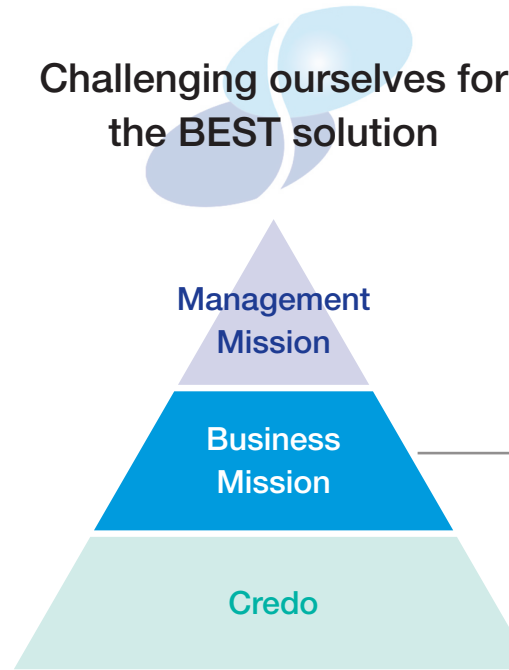 Challenging ourselves for
the BEST solution
Management
Mission
Business
Mission
Credo